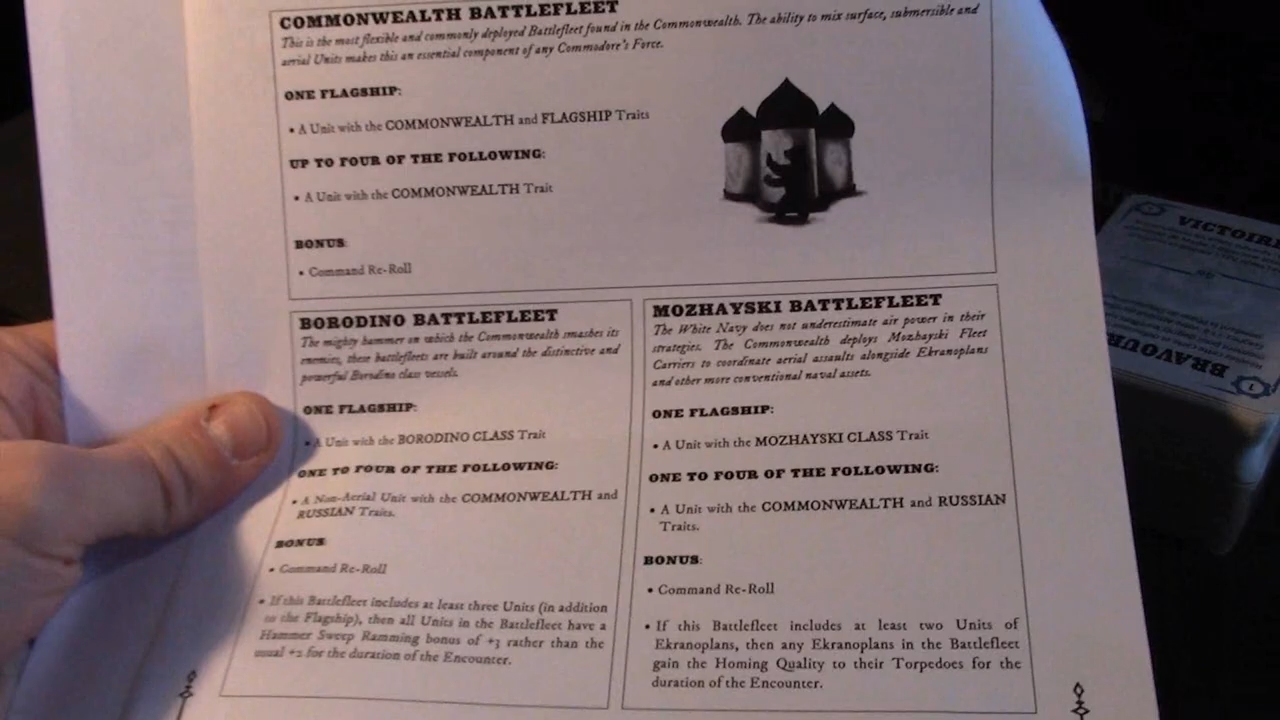 COMMONWEALTH BATTLEFLEET
This is the most flexible and commonly deployed Battlefleet found in the Commonwealth. The ability to mix surface, submersible and
aerial Units makes this an essential component of any Commodore's Force.
ONE FLAGSHIP:
• A Unit with the COMMONWEALTH and FLAGSHIP Traits
UP TO FOUR OF THE FOLLOWING:
• A Unit with the COMMONWEALTH Trait
BONUS:
• Command Re-Roll
BORODINO BATTLEFLEET
The mighty hammer on which the Commonwealth smashes its
enemies, these battlefleets are built around the distinctive and
powerful Borodino class vessels.
ONE FLAGSHIP:
• A Unit with the BORODINO CLASS Trait
ONE TO FOUR OF THE FOLLOWING:
• A Non-Aerial Unit with the COMMONWEALTH and
RUSSIAN Traits.
BONUS:
• Command Re-Roll
• If this Battlefleet includes at least three Units (in addition
to the Flagship), then all Units in the Battlefleet have a
Hammer Sweep Ramming bonus of +3 rather than the
usual +2 for the duration of the Encounter.
MOZHAYSKI BATTLEFLEET
The White Navy does not underestimate air power in their
strategies. The Commonwealth deploys Mozhayski Fleet
Carriers to coordinate aerial assaults alongside Ekranoplans
and other more conventional naval assets.
ONE FLAGSHIP:
• A Unit with the MOZHAYSKI CLASS Trait
ONE TO FOUR OF THE FOLLOWING:
• A Unit with the COMMONWEALTH and RUSSIAN
Traits.
BONUS:
• Command Re-Roll
• If this Battlefleet includes at least two Units of
Ekranoplans, then any Ekranoplans in the Battlefleet
gain the Homing Quality to their Torpedoes for the
duration of the Encounter.
VICTOIRE
BRAVOUR
1